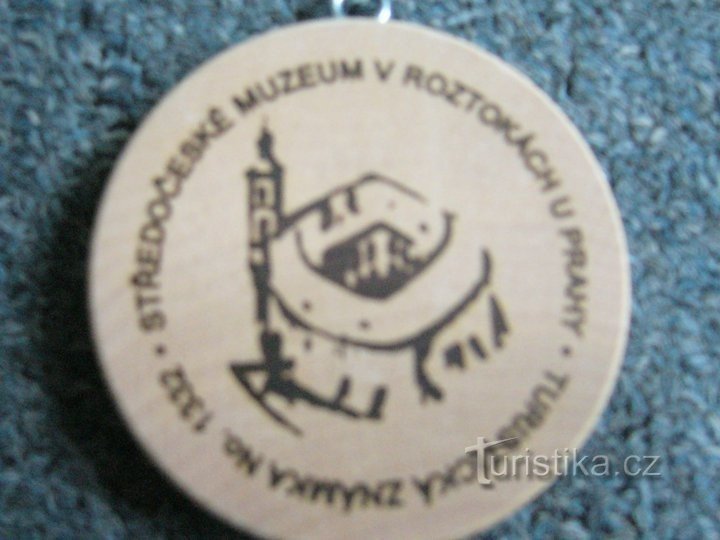 STŘEDOČESKÉ MUZEUM V ROZTOKÁCH U PRAHY • TURISTICKÁ ZNÁMKA No. 1332 •
Turistika.cz